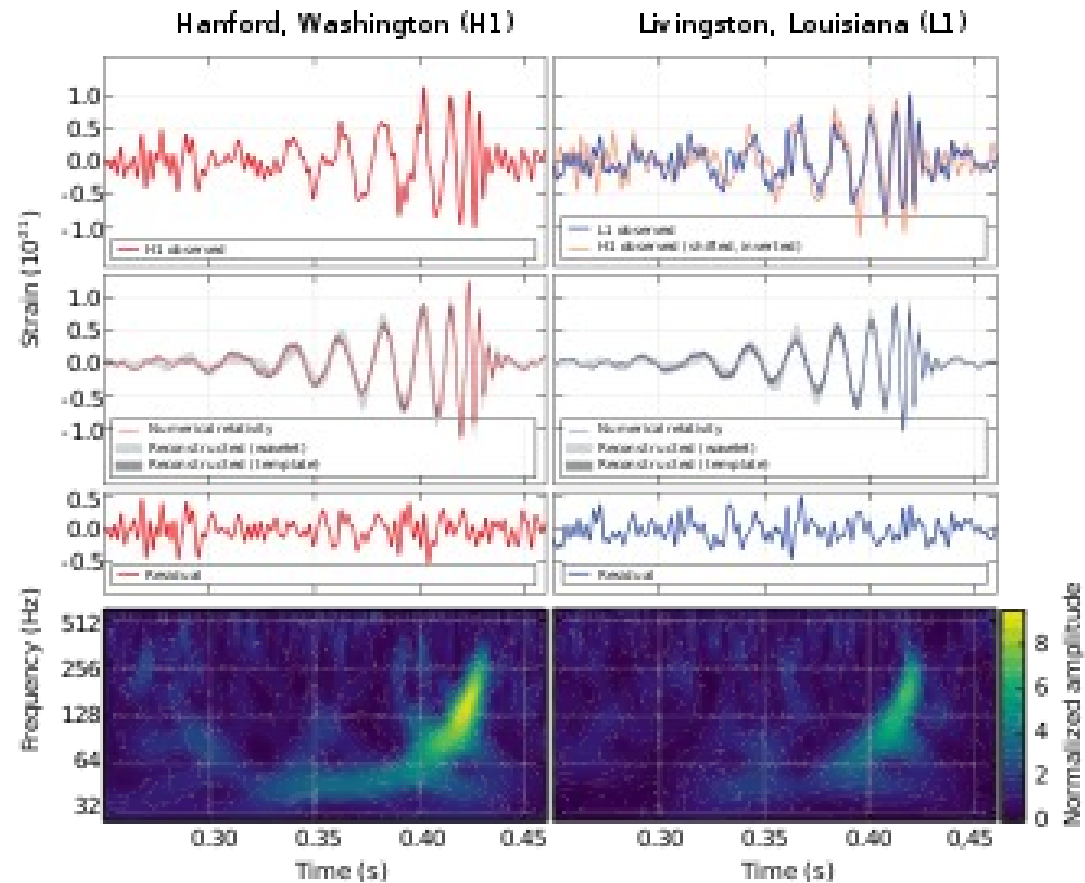 Hanford, Washington (H1)
Livingston, Louisiana (L1)
Strain (10²¹)
1.0
0.5
0.0
-0.5
-1.0
H1 observed
L1 observed
H1 observed (shifted, inverted)
1.0
0.5
0.0
-0.5
-1.0
Numerical relativity
Reconstructed (wavelet)
Reconstructed (template)
Numerical relativity
Reconstructed (wavelet)
Reconstructed (template)
0.5
0.0
-0.5
Residual
Residual
Frequency (Hz)
512
256
128
64
32
Normalized amplitude
8
6
4
2
0
0.30
0.35
0.40
0.45
0.30
0.35
0.40
0,45
Time (s)
Time (s)